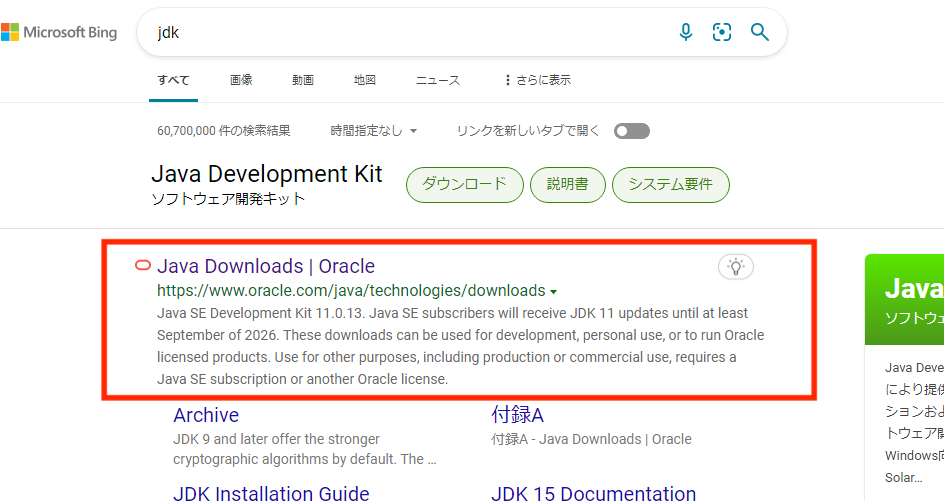 Microsoft Bing
jdk
すべて 画像 動画 地図 ニュース さらに表示
60,700,000 件の検索結果 時間指定なし リンクを新しいタブで開く
Java Development Kit
ソフトウェア開発キット
ダウンロード 説明書 システム要件
Java Downloads | Oracle
https://www.oracle.com/java/technologies/downloads
Java SE Development Kit 11.0.13. Java SE subscribers will receive JDK 11 updates until at least
September of 2026. These downloads can be used for development, personal use, or to run Oracle
licensed products. Use for other purposes, including production or commercial use, requires a
Java SE subscription or another Oracle license.
Archive
JDK 9 and later offer the stronger
cryptographic algorithms by default. The ...
付録A
付録A - Java Downloads | Oracle
JDK Installation Guide
JDK 15 Documentation
Java
ソフトウェ
Java Deve
により提供
ションおよ
トウェア開
Windows向
Solar...